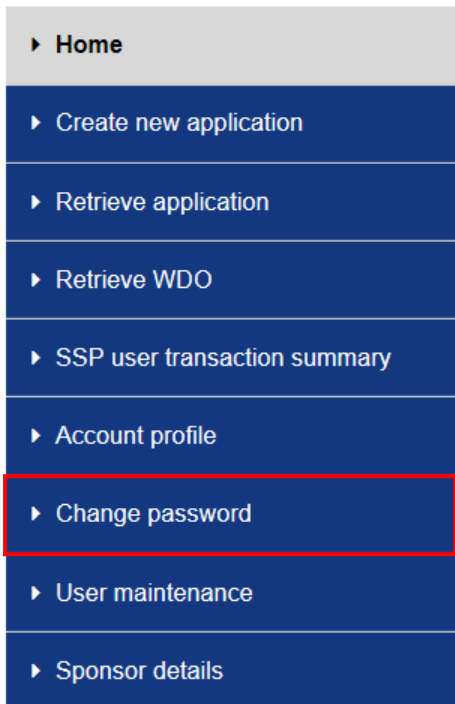 Home
Create new application
Retrieve application
Retrieve WDO
SSP user transaction summary
Account profile
Change password
User maintenance
Sponsor details